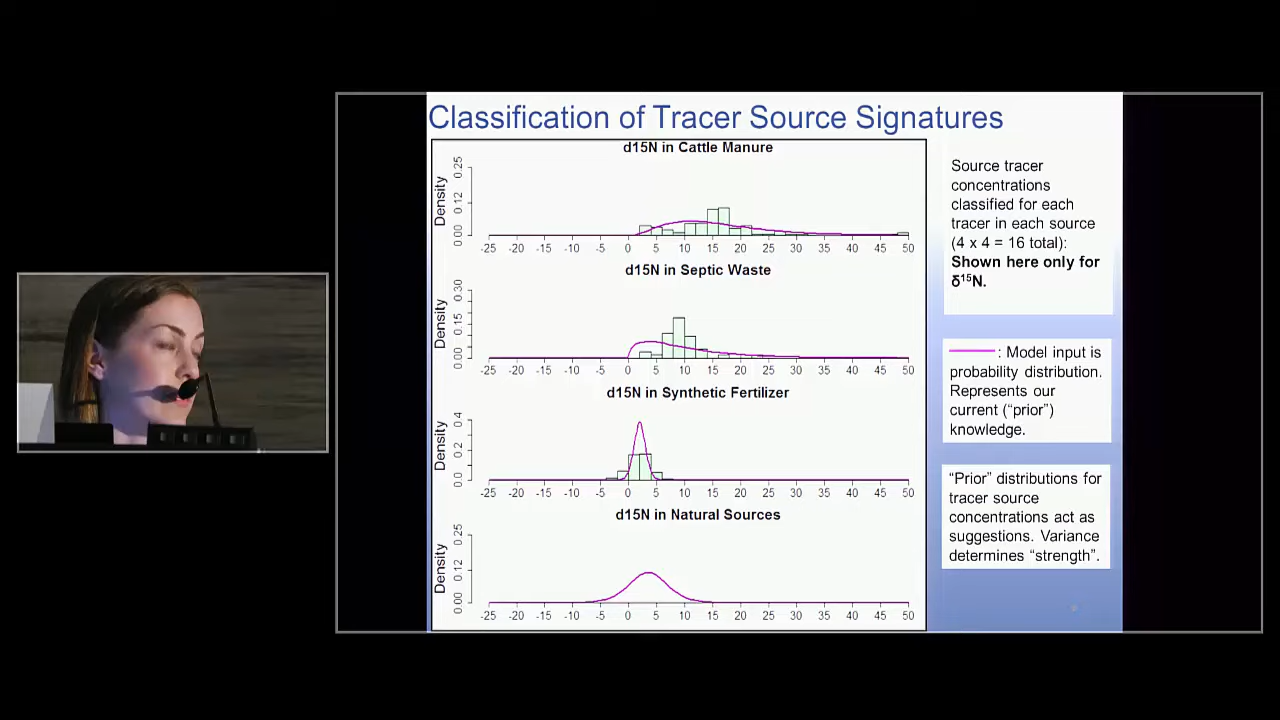 Classification of Tracer Source Signatures
d15N in Cattle Manure
Density
0.00 0.12 0.25
-25 -20 -15 -10 -5 0 5 10 15 20 25 30 35 40 45 50
d15N in Septic Waste
Density
0.00 0.15 0.30
-25 -20 -15 -10 -5 0 5 10 15 20 25 30 35 40 45 50
d15N in Synthetic Fertilizer
Density
0.0 0.2 0.4
-25 -20 -15 -10 -5 0 5 10 15 20 25 30 35 40 45 50
d15N in Natural Sources
Density
0.00 0.12 0.25
-25 -20 -15 -10 -5 0 5 10 15 20 25 30 35 40 45 50
Source tracer
concentrations
classified for each
tracer in each source
(4 x 4 = 16 total):
Shown here only for
δ¹⁵N.
: Model input is
probability distribution.
Represents our
current (“prior”)
knowledge.
“Prior” distributions for
tracer source
concentrations act as
suggestions. Variance
determines “strength”.